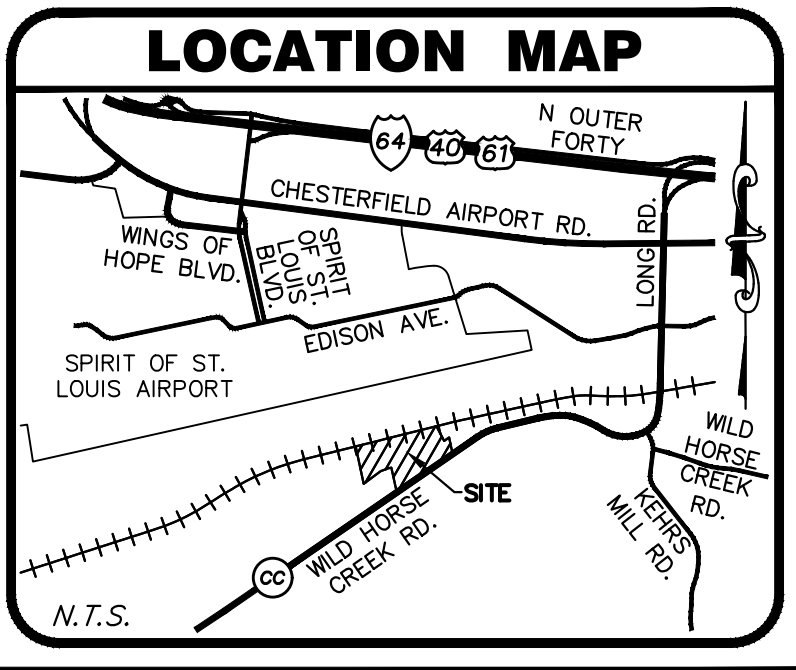 LOCATION MAP
N OUTER
FORTY
64
40
61
CHESTERFIELD AIRPORT RD.
LONG RD.
WINGS OF
HOPE BLVD.
SPIRIT
OF ST.
LOUIS
BLVD.
EDISON AVE.
SPIRIT OF ST.
LOUIS AIRPORT
WILD
HORSE
CREEK
RD.
SITE
KEHRS
MILL RD.
WILD HORSE
CREEK RD.
CC
N.T.S.